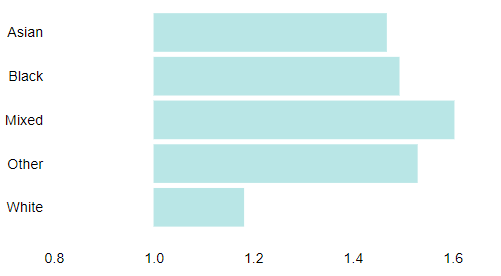 Asian
Black
Mixed
Other
White
0.8 1.0 1.2 1.4 1.6